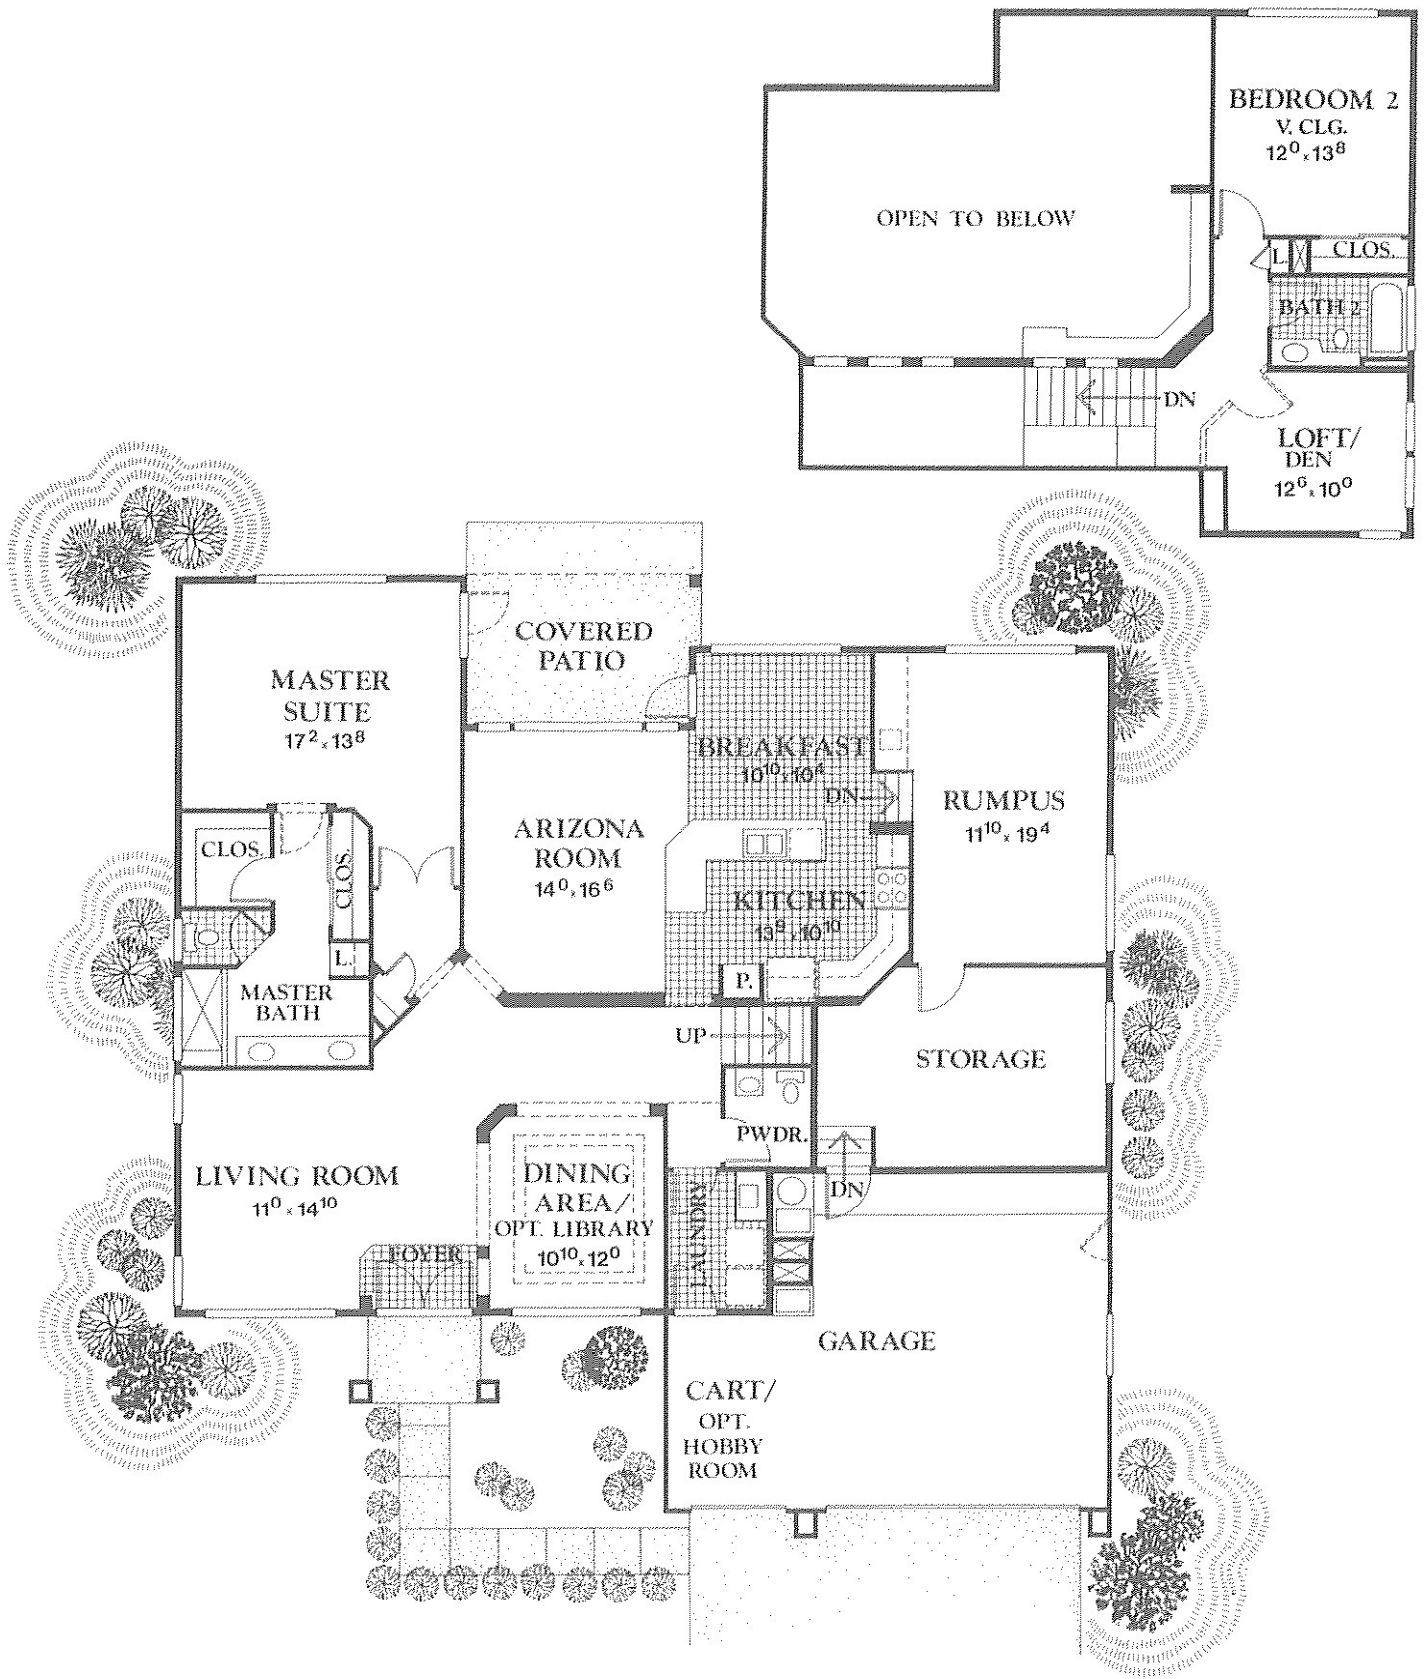 BEDROOM 2
V. CLG.
12⁰ x 13⁸
OPEN TO BELOW
L.
CLOS.
BATH 2
DN
LOFT/
DEN
12⁶ x 10⁰
COVERED
PATIO
MASTER
SUITE
17² x 13⁸
BREAKFAST
10¹⁰ x 10⁴
DN
RUMPUS
11¹⁰ x 19⁴
ARIZONA
ROOM
14⁰ x 16⁶
CLOS.
CLOS.
KITCHEN
13⁹ x 10¹⁰
L.
P.
MASTER
BATH
UP
STORAGE
PWDR.
LIVING ROOM
11⁰ x 14¹⁰
DINING
AREA/
OPT. LIBRARY
10¹⁰ x 12⁰
FOYER
LAUNDRY
DN
GARAGE
CART/
OPT.
HOBBY
ROOM